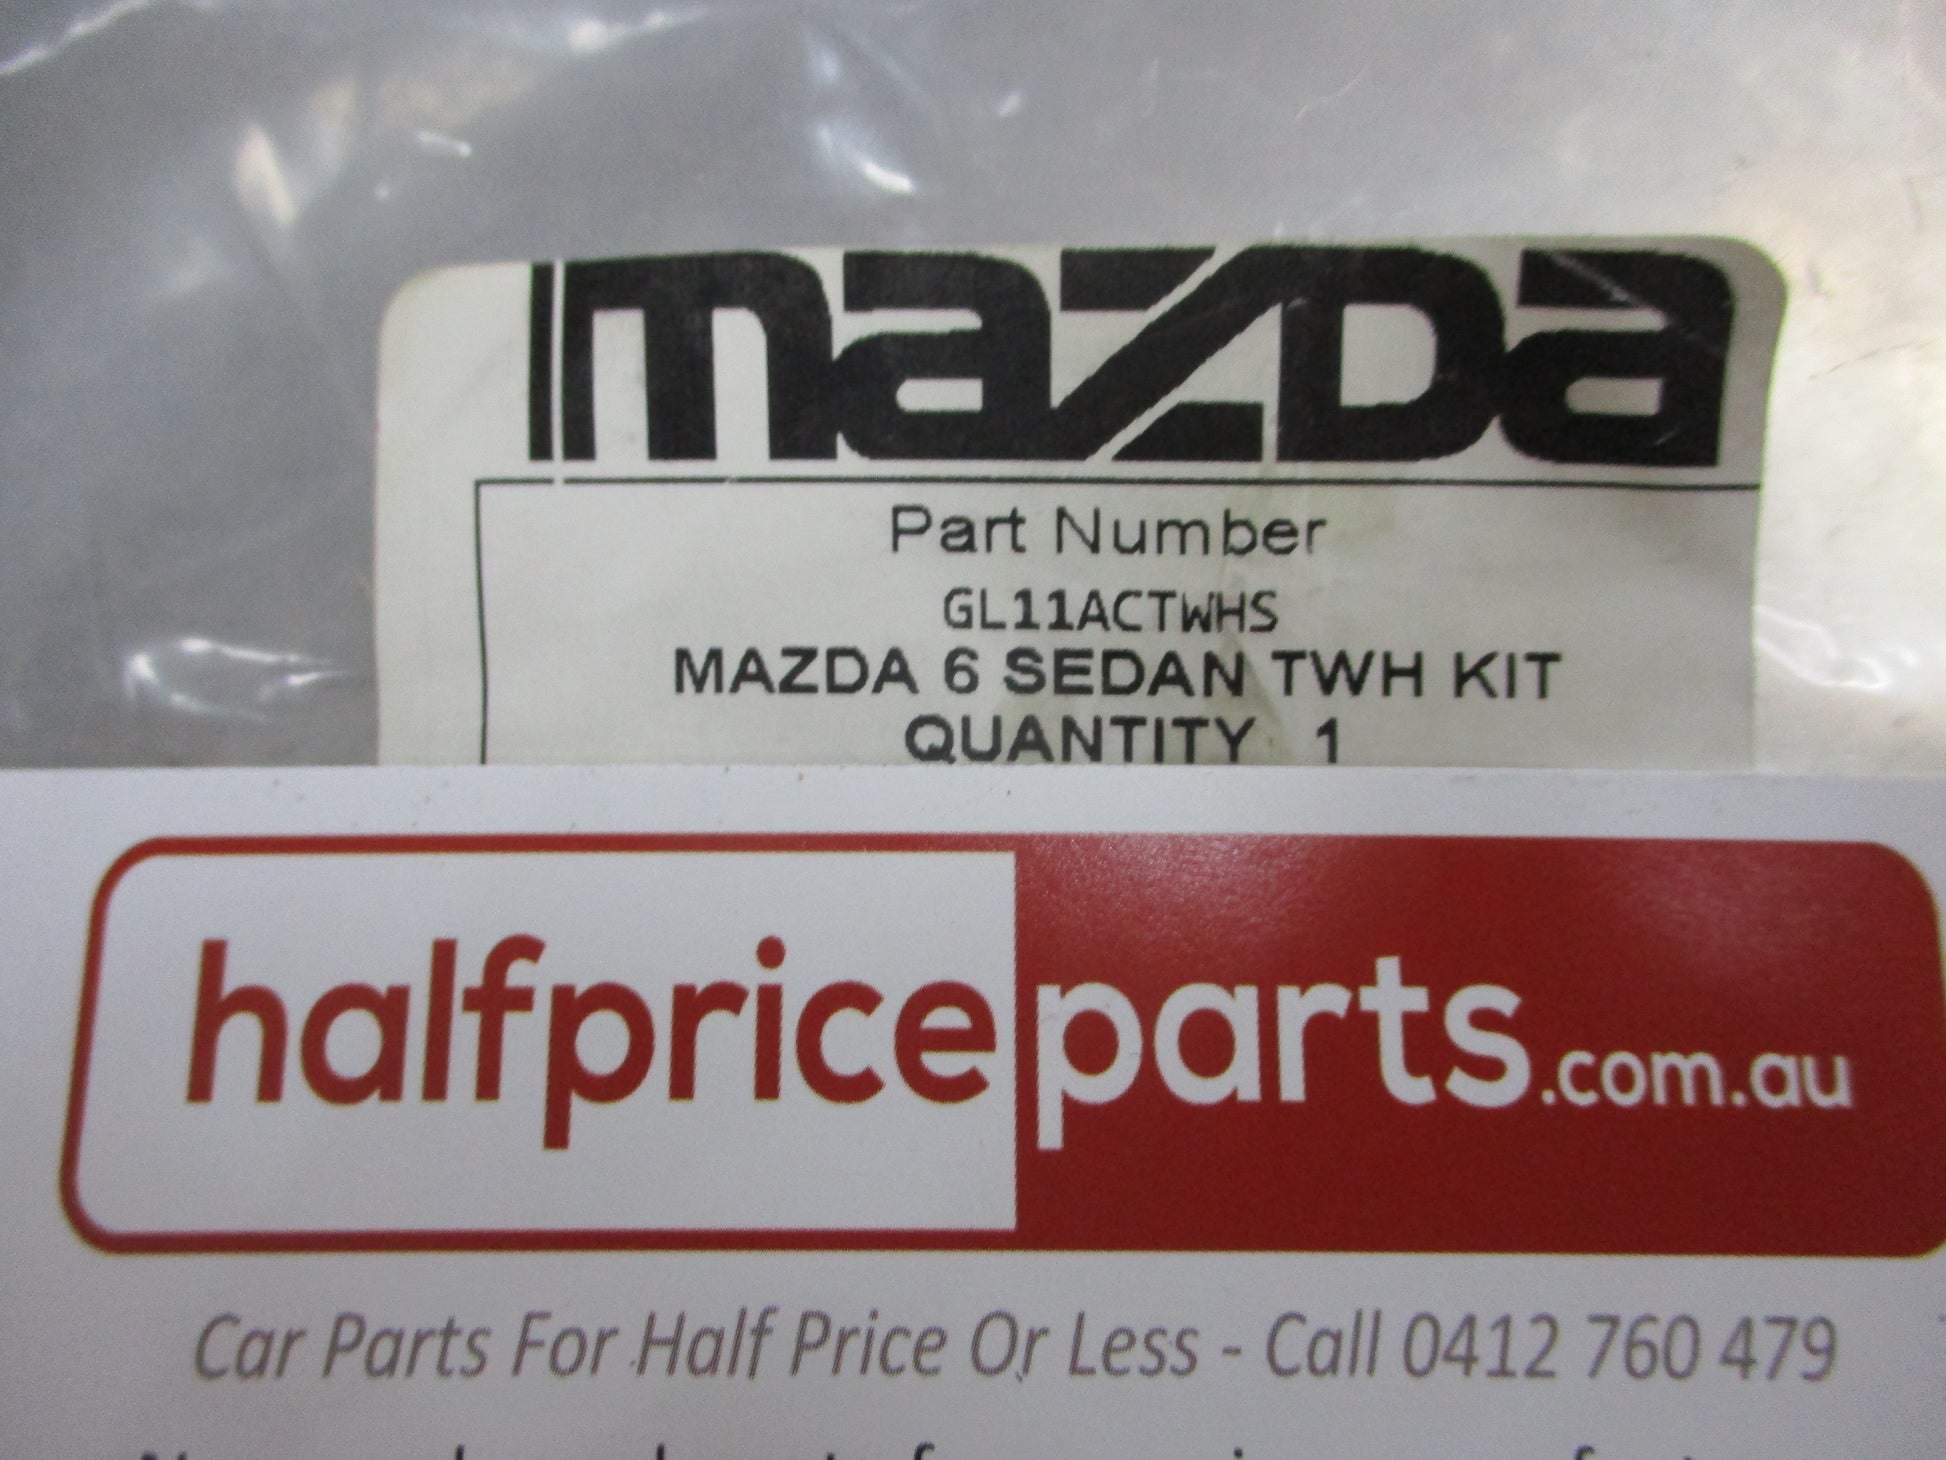 mazda
Part Number
GL11ACTWHS
MAZDA 6 SEDAN TWH KIT
QUANTITY 1
halfpriceparts.com.au
Car Parts For Half Price Or Less - Call 0412 760 479